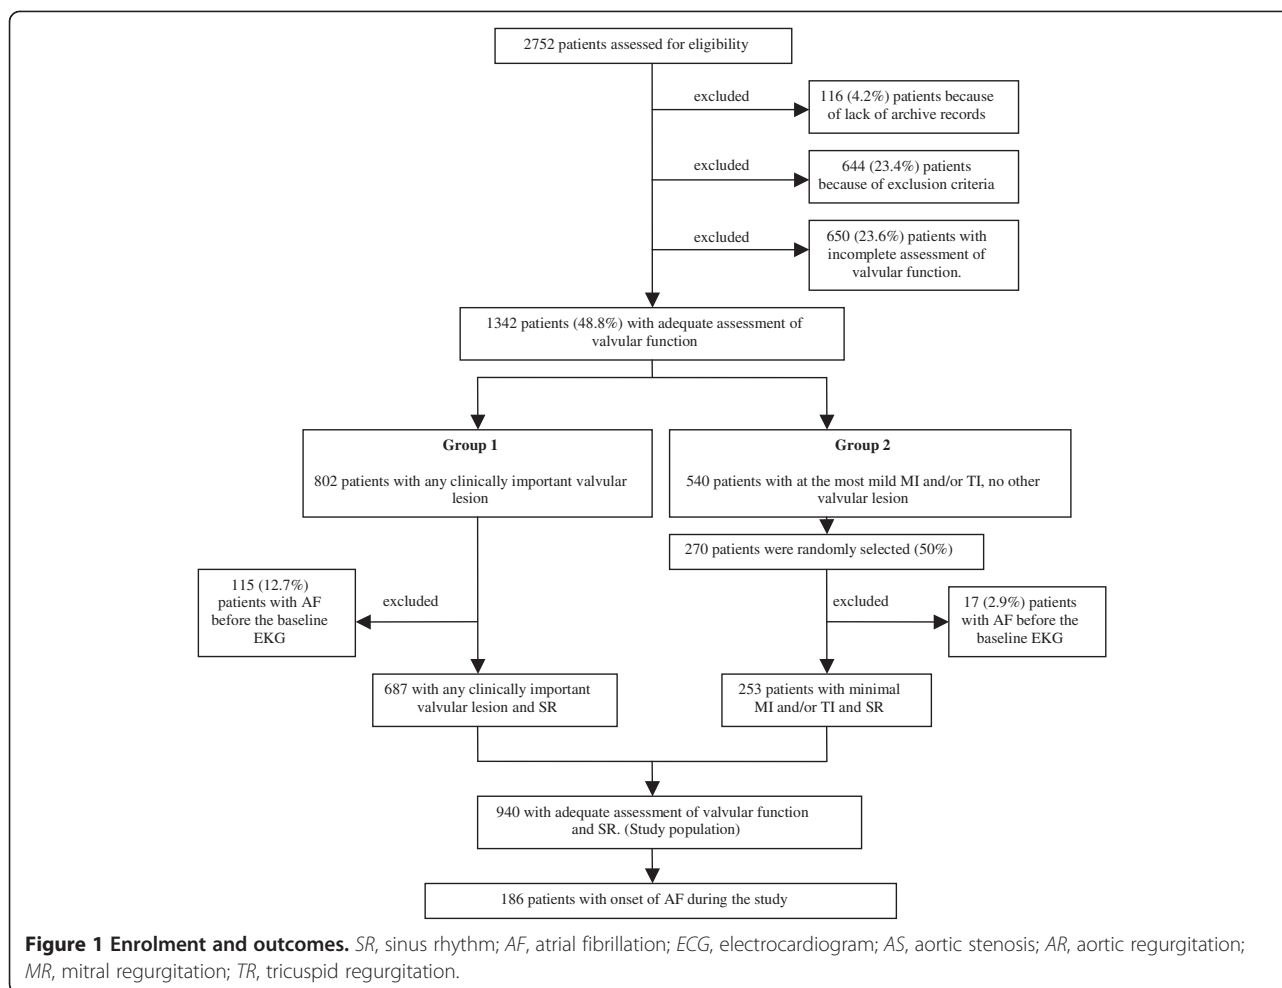 2752 patients assessed for eligibility
excluded
116 (4.2%) patients because
of lack of archive records
excluded
644 (23.4%) patients
because of exclusion criteria
excluded
650 (23.6%) patients with
incomplete assessment of
valvular function.
1342 patients (48.8%) with adequate assessment of
valvular function
Group 1
802 patients with any clinically important valvular
lesion
Group 2
540 patients with at the most mild MI and/or TI, no other
valvular lesion
270 patients were randomly selected (50%)
115 (12.7%)
patients with AF
before the baseline
EKG
excluded
excluded
17 (2.9%) patients
with AF before the
baseline EKG
687 with any clinically important
valvular lesion and SR
253 patients with minimal
MI and/or TI and SR
940 with adequate assessment of valvular function
and SR. (Study population)
186 patients with onset of AF during the study
Figure 1 Enrolment and outcomes. SR, sinus rhythm; AF, atrial fibrillation; ECG, electrocardiogram; AS, aortic stenosis; AR, aortic regurgitation;
MR, mitral regurgitation; TR, tricuspid regurgitation.